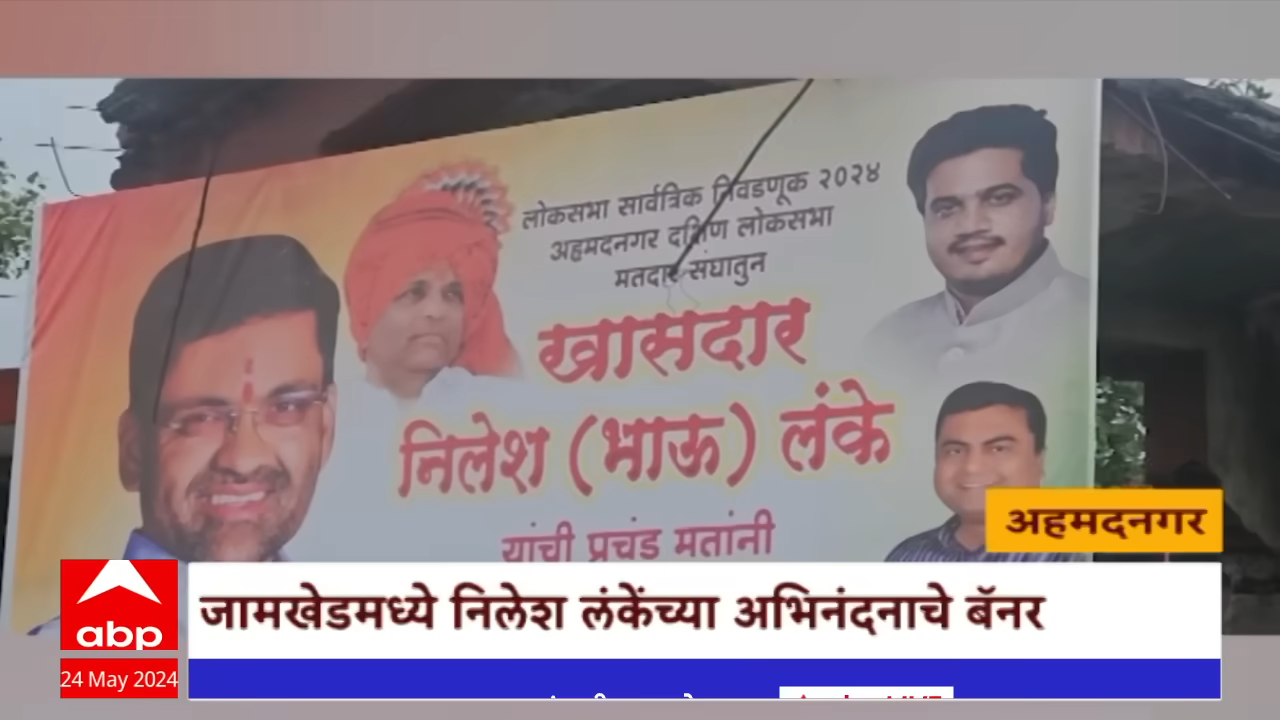 लोकसभा सार्वत्रिक निवडणूक २०२४
अहमदनगर दक्षिण लोकसभा
मतदार संघातुन
खासदार
निलेश (भाऊ) लंके
यांची प्रचंड मतांनी
अहमदनगर
जामखेडमध्ये निलेश लंकेंच्या अभिनंदनाचे बॅनर
abp
24 May 2024